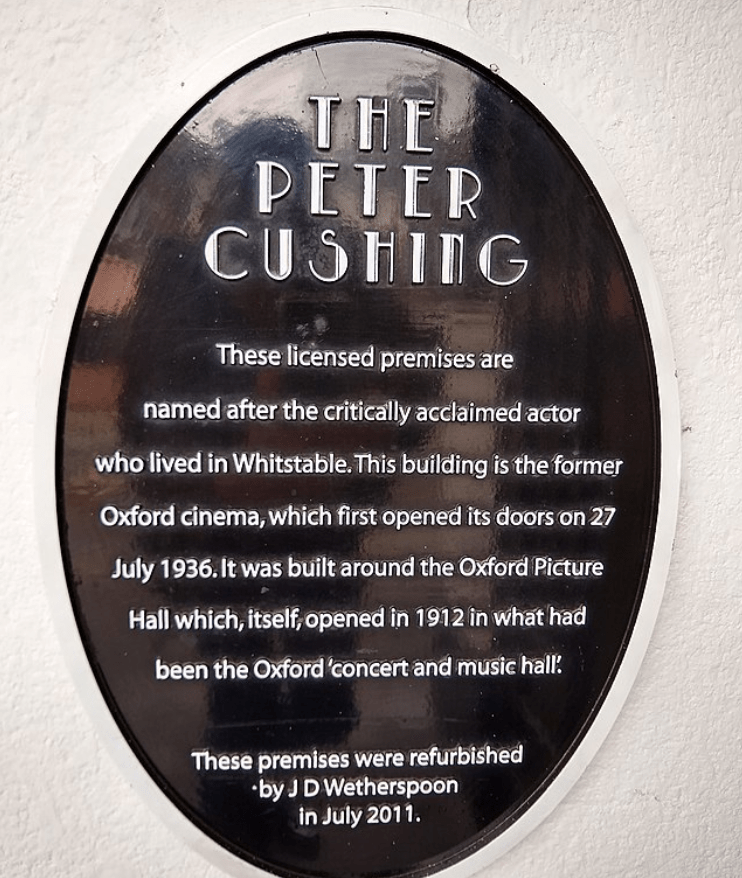 THE
PETER
CUSHING
These licensed premises are
named after the critically acclaimed actor
who lived in Whitstable. This building is the former
Oxford cinema, which first opened its doors on 27
July 1936. It was built around the Oxford Picture
Hall which, itself, opened in 1912 in what had
been the Oxford ‘concert and music hall’.
These premises were refurbished
by J D Wetherspoon
in July 2011.